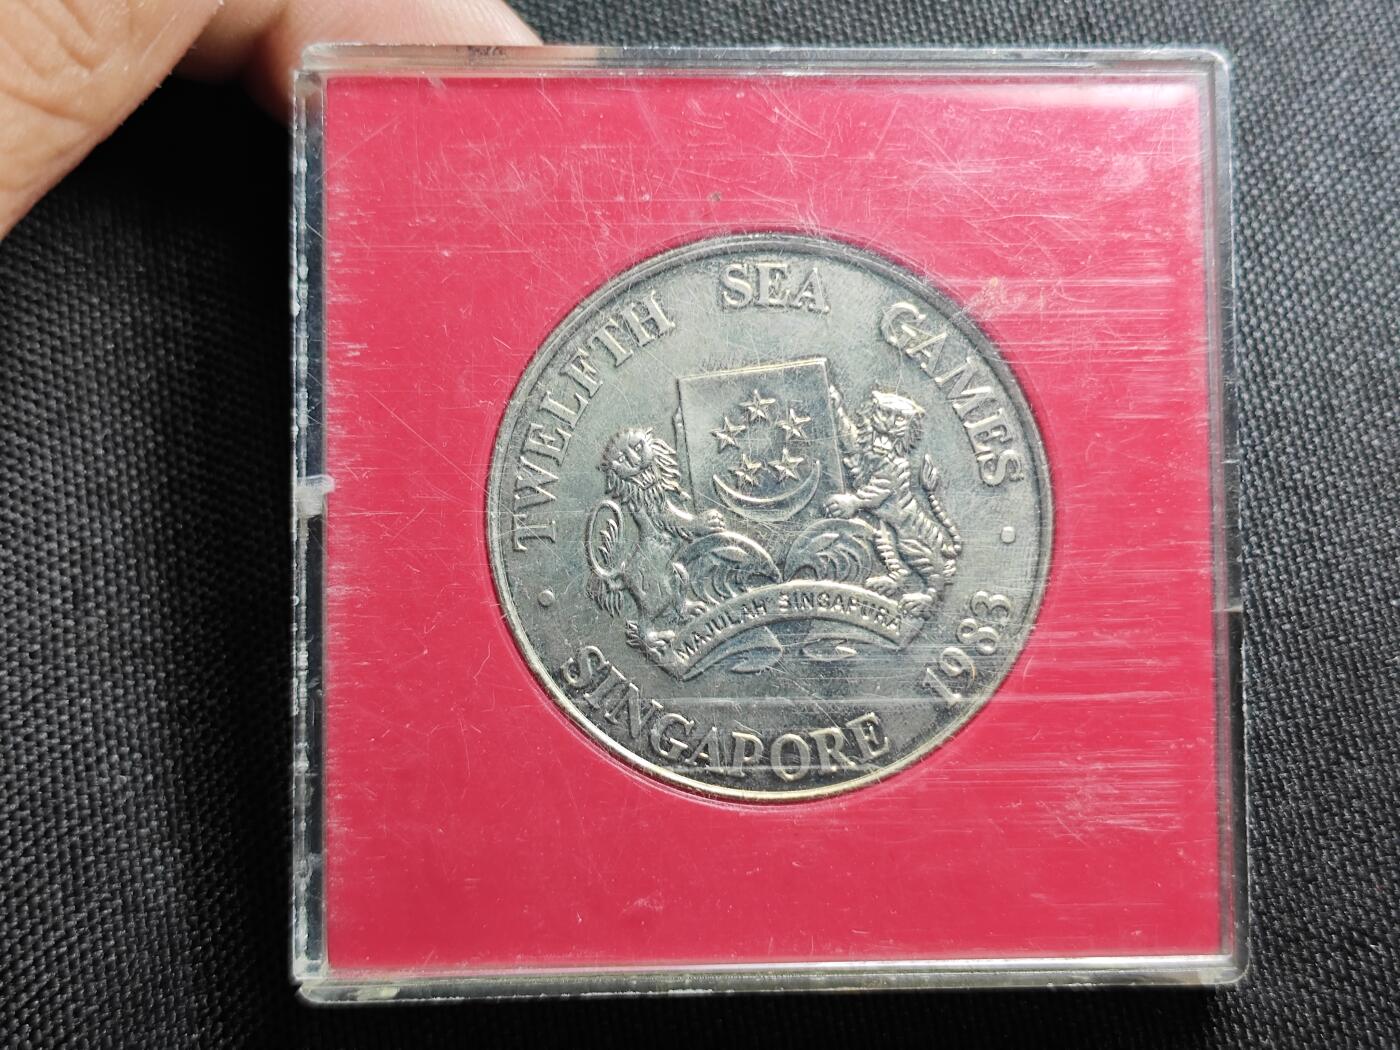 TWELFTH SEA GAMES
MAJULAH SINGAPURA
SINGAPORE 1983